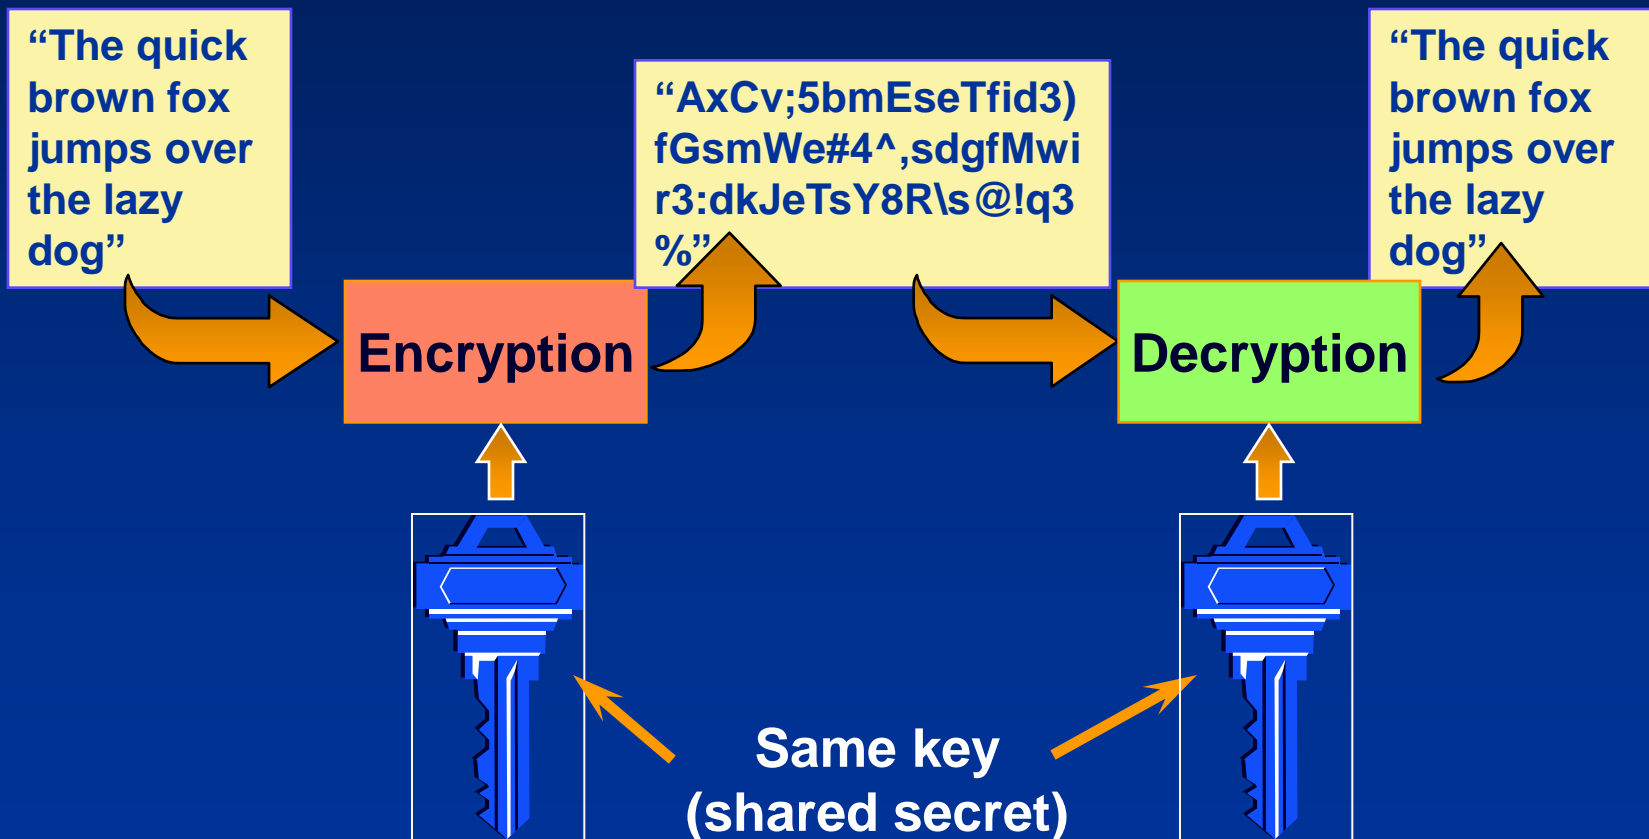 “The quick
brown fox
jumps over
the lazy
dog”
“AxCv;5bmEseTfid3)
fGsmWe#4^,sdgfMwi
r3:dkJeTsY8R\s@!q3
%”
“The quick
brown fox
jumps over
the lazy
dog”
Encryption
Decryption
Same key
(shared secret)